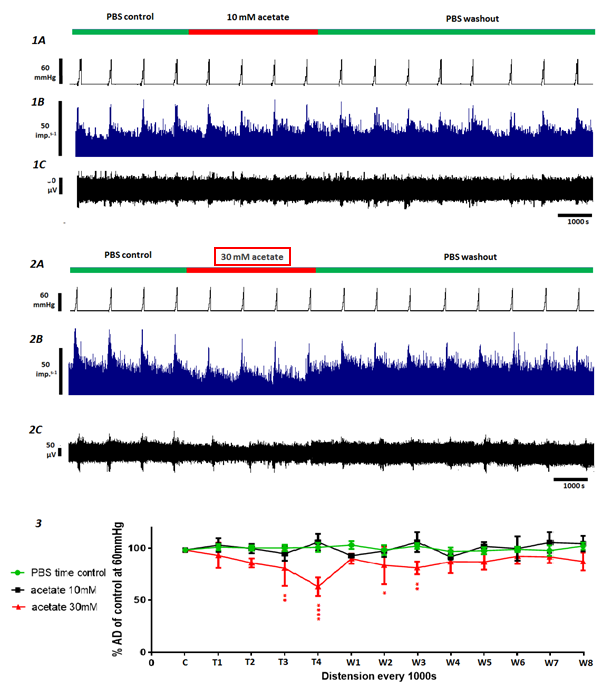 PBS control 10 mM acetate PBS washout
1A
60
mmHg
1B
50
imp.s-1
1C
µV
1000 s
PBS control 30 mM acetate PBS washout
2A
60
mmHg
2B
50
imp.s-1
2C
50
µV
1000 s
3
% AD of control at 60mmHg
100
50
0
PBS time control
acetate 10mM
acetate 30mM
**
****
*
**
0 C T1 T2 T3 T4 W1 W2 W3 W4 W5 W6 W7 W8
Distension every 1000s